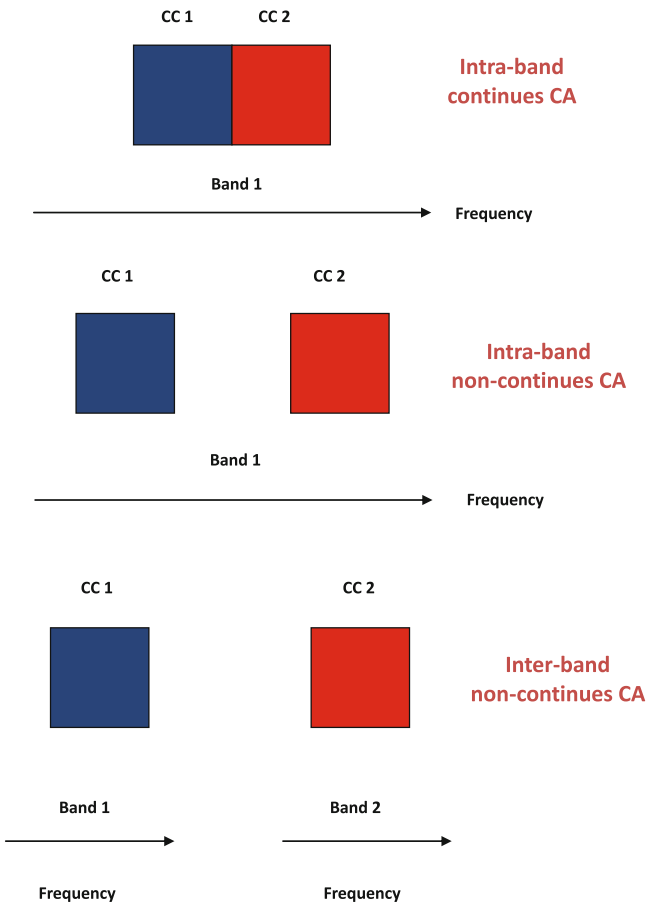 CC 1
CC 2
Intra-band
continues CA
Band 1
Frequency
CC 1
CC 2
Intra-band
non-continues CA
Band 1
Frequency
CC 1
CC 2
Inter-band
non-continues CA
Band 1
Band 2
Frequency
Frequency